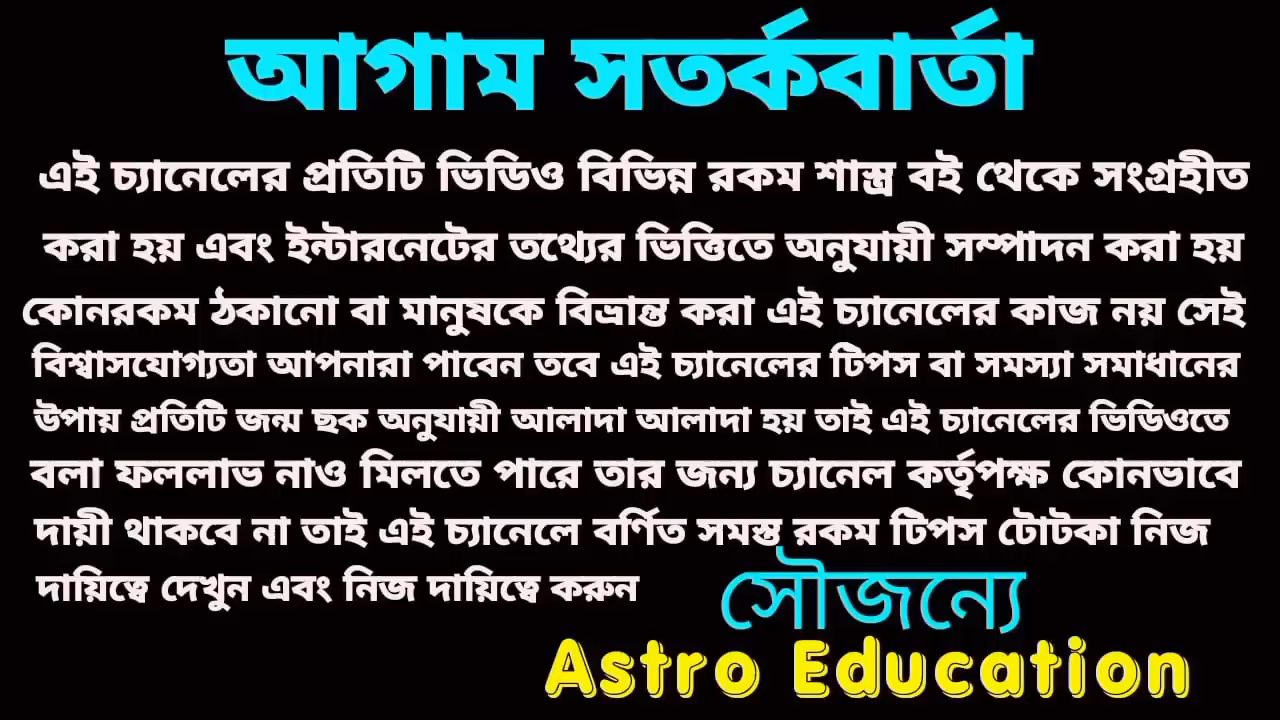 আগাম সতর্কবার্তা
এই চ্যানেলের প্রতিটি ভিডিও বিভিন্ন রকম শাস্ত্র বই থেকে সংগ্রহীত
করা হয় এবং ইন্টারনেটের তথ্যের ভিত্তিতে অনুযায়ী সম্পাদন করা হয়
কোনরকম ঠকানো বা মানুষকে বিভ্রান্ত করা এই চ্যানেলের কাজ নয় সেই
বিশ্বাসযোগ্যতা আপনারা পাবেন তবে এই চ্যানেলের টিপস বা সমস্যা সমাধানের
উপায় প্রতিটি জন্ম ছক অনুযায়ী আলাদা আলাদা হয় তাই এই চ্যানেলের ভিডিওতে
বলা ফললাভ নাও মিলতে পারে তার জন্য চ্যানেল কর্তৃপক্ষ কোনভাবে
দায়ী থাকবে না তাই এই চ্যানেলে বর্ণিত সমস্ত রকম টিপস টোটকা নিজ
দায়িত্বে দেখুন এবং নিজ দায়িত্বে করুন
সৌজন্যে
Astro Education